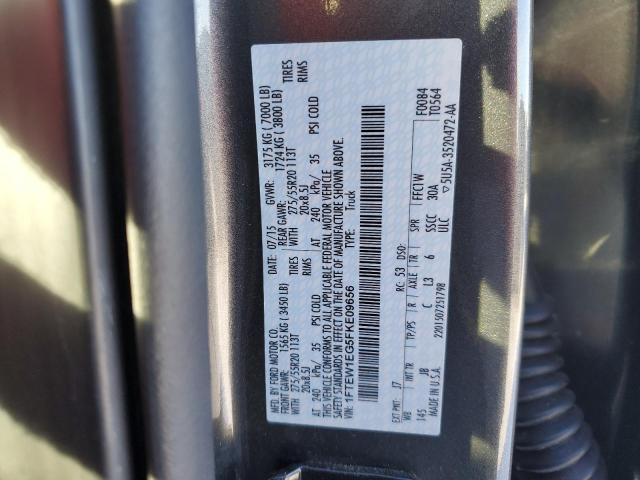 MFD. BY FORD MOTOR CO.
DATE: 07/15 GVWR: 3175 KG ( 7000 LB)
FRONT GAWR: 1565 KG ( 3450 LB) REAR GAWR: 1724 KG ( 3800 LB)
WITH 275/55R20 113T TIRES WITH 275/55R20 113T TIRES
20x8.5J RIMS 20x8.5J RIMS
AT 240 kPa/ 35 PSI COLD AT 240 kPa/ 35 PSI COLD
THIS VEHICLE CONFORMS TO ALL APPLICABLE FEDERAL MOTOR VEHICLE
SAFETY STANDARDS IN EFFECT ON THE DATE OF MANUFACTURE SHOWN ABOVE.
VIN: 1FTEW1EG5FKE09656 TYPE: Truck
F0084
T0564
EXT PNT: J7 RC: 53 DSO:
WB INT TR TP/PS R AXLE TR SPR FFC1W
145 JB C L3 6 SSCC 30A
ULC
2201507251798 ▽ 5U5A-3520472-AA
MADE IN U.S.A.